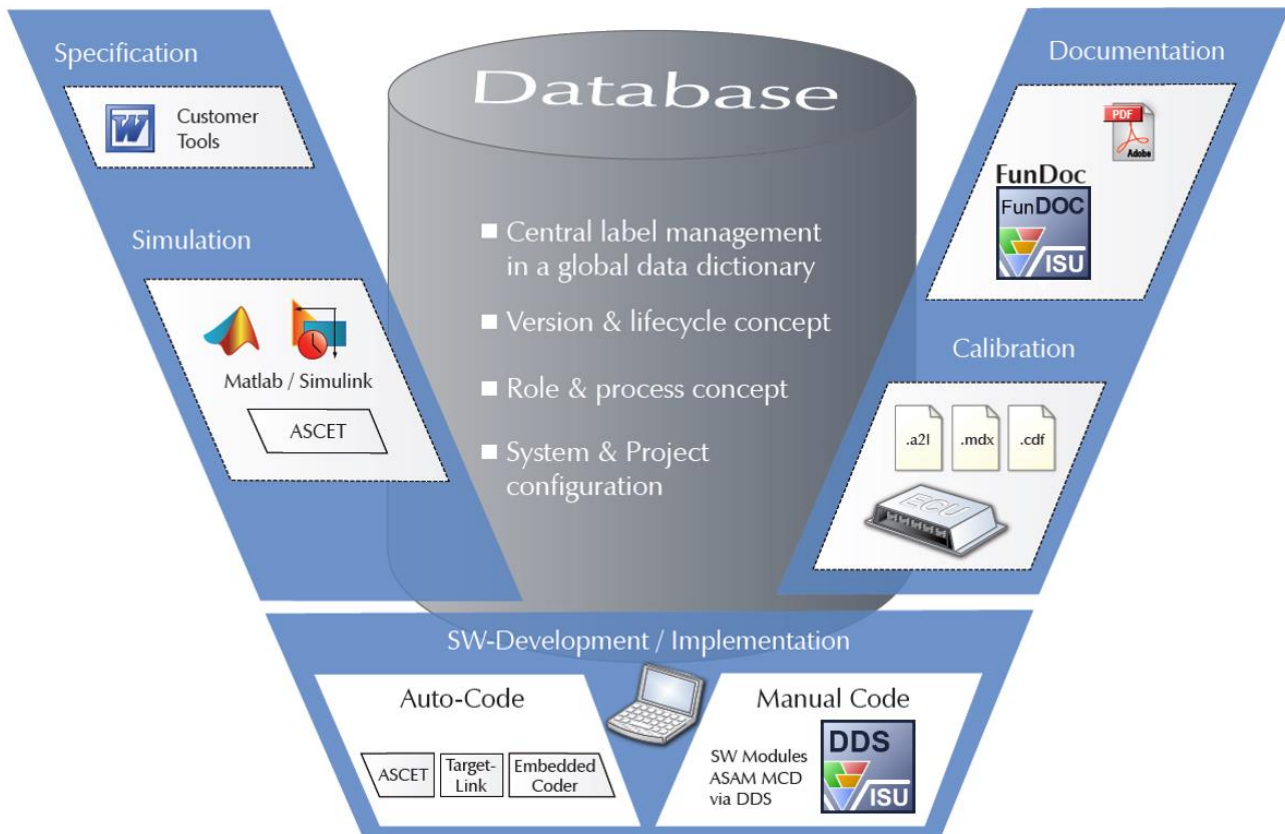 Specification
W
Customer
Tools
Simulation
Matlab / Simulink
ASCET
Database
Central label management
in a global data dictionary
Version & lifecycle concept
Role & process concept
System & Project
configuration
Documentation
PDF
Adobe
FunDoc
FunDOC
ISU
Calibration
.a2l
.mdx
.cdf
ECU
SW-Development / Implementation
Auto-Code
ASCET
Target-
Link
Embedded
Coder
Manual Code
SW Modules
ASAM MCD
via DDS
DDS
ISU